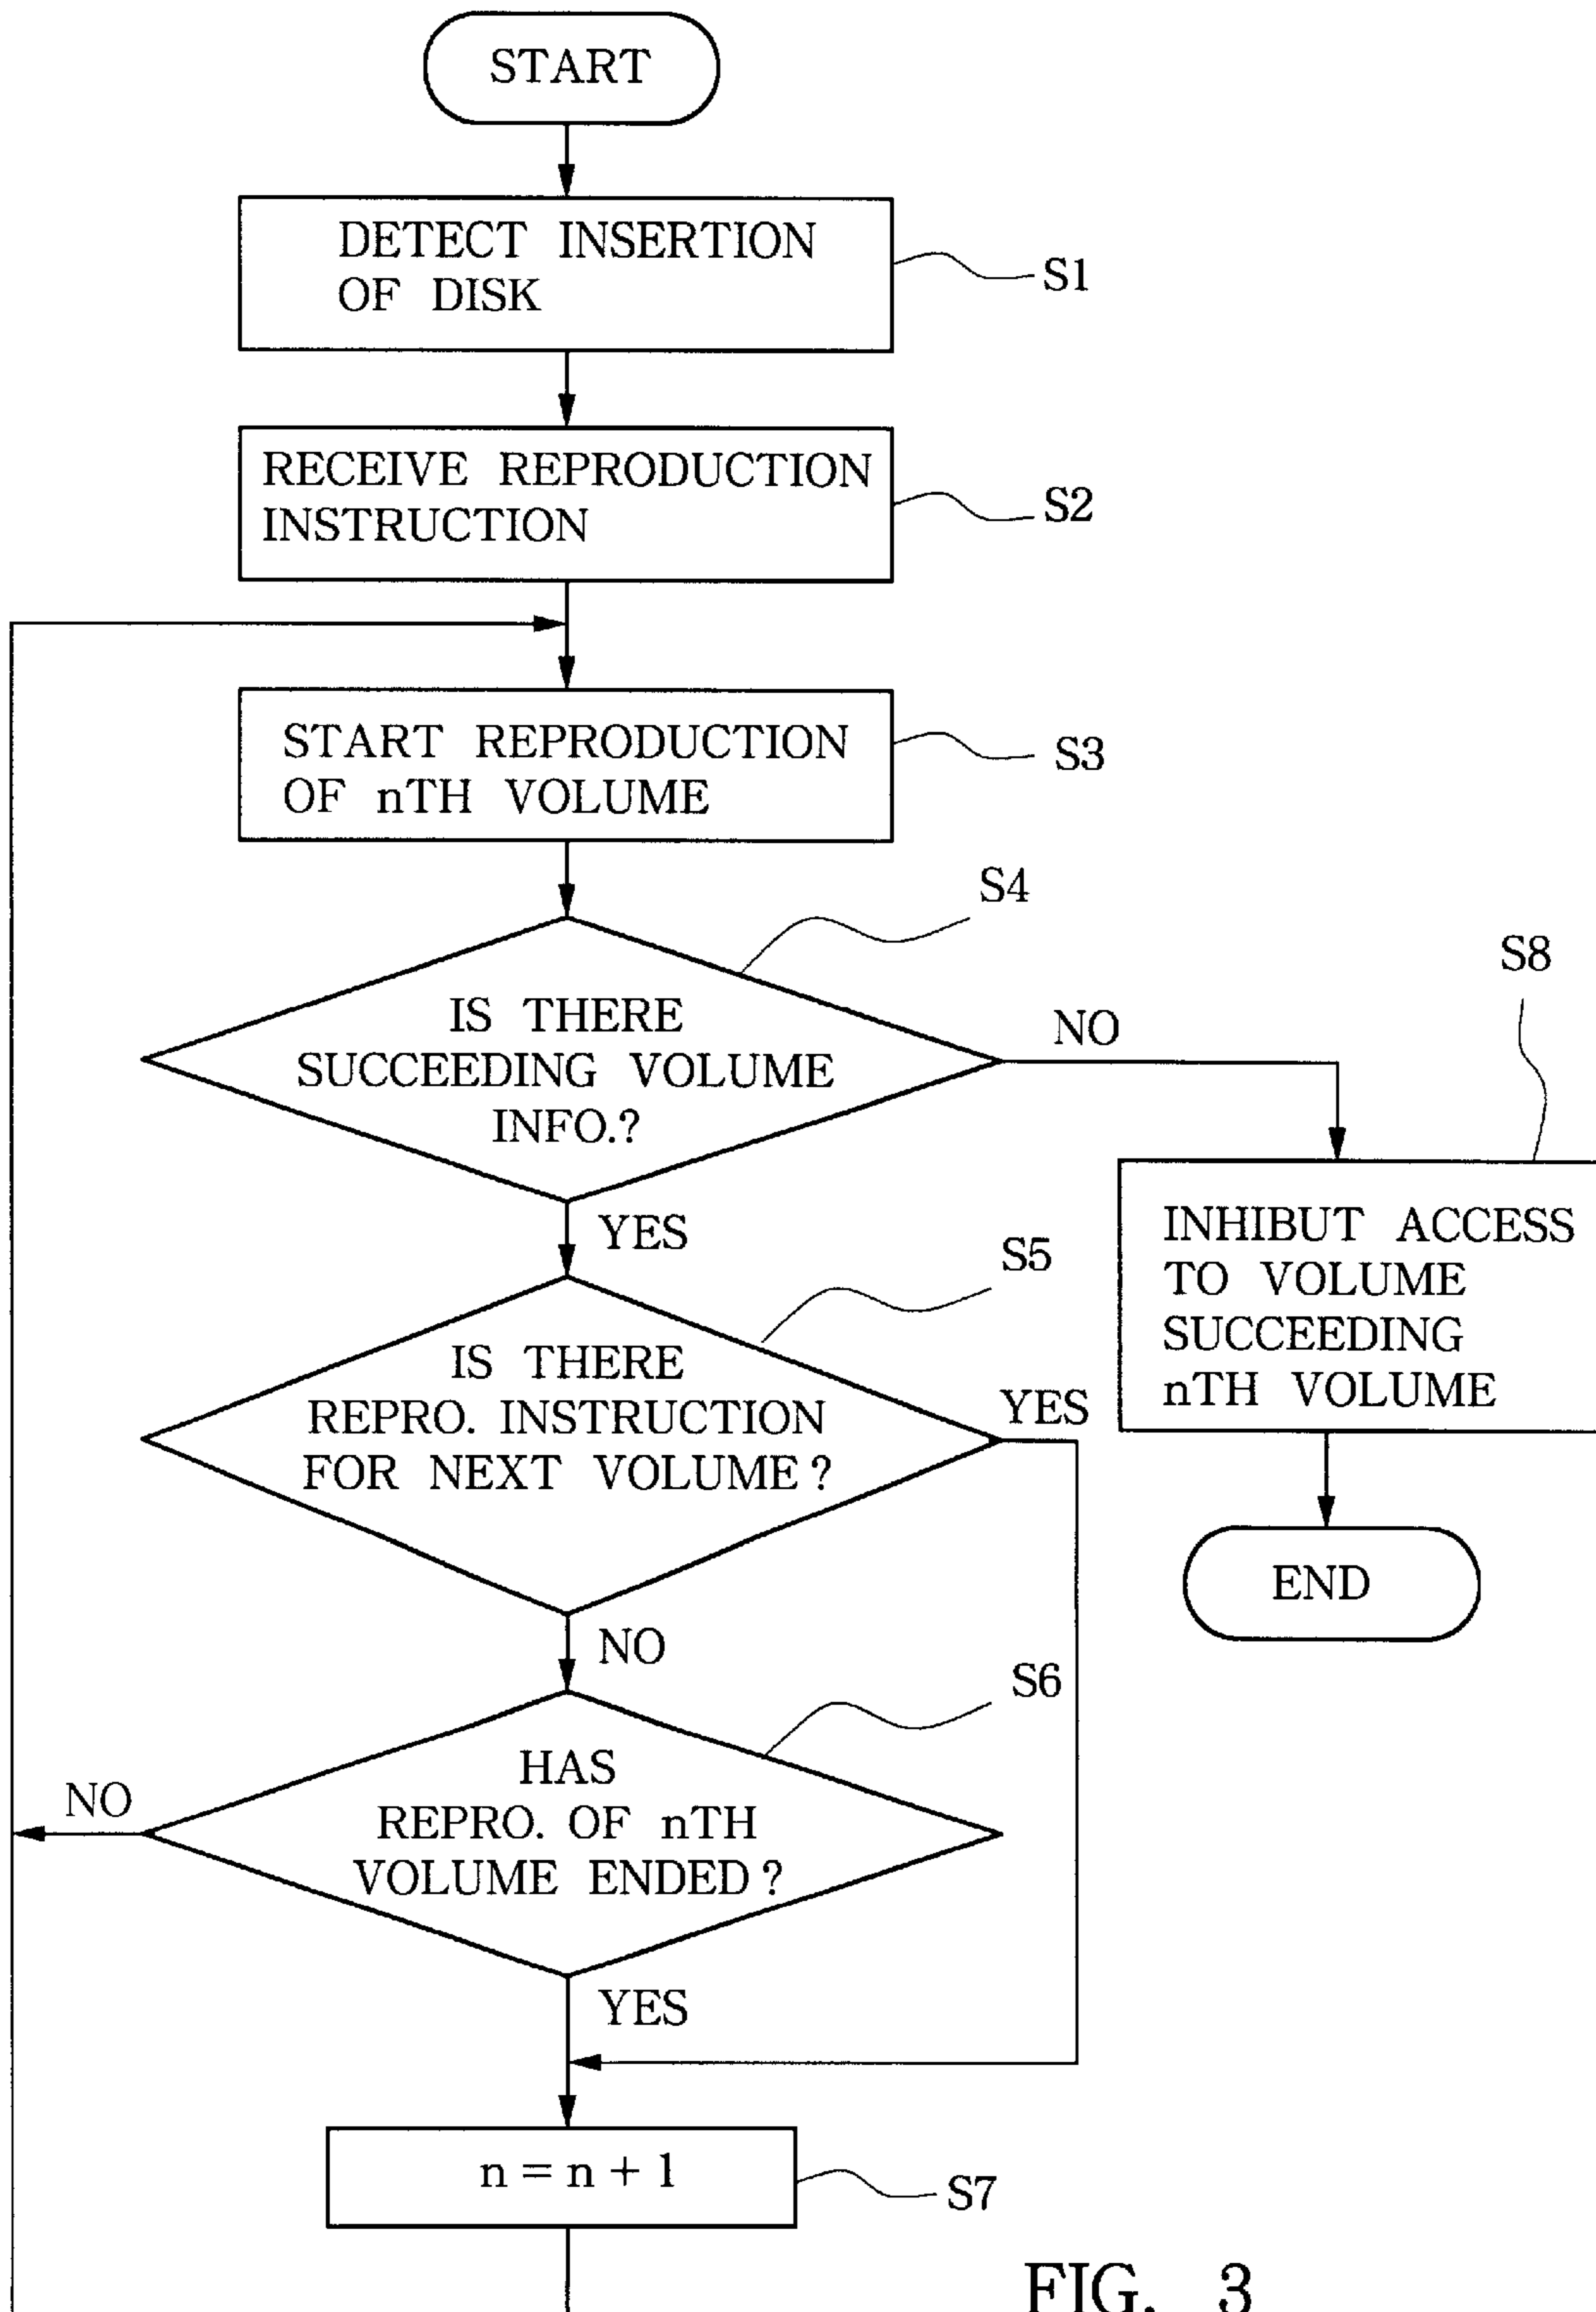 START
DETECT INSERTION
OF DISK
S1
RECEIVE REPRODUCTION
INSTRUCTION
S2
START REPRODUCTION
OF nTH VOLUME
S3
S4
IS THERE
SUCCEEDING VOLUME
INFO.?
NO
YES
S8
INHIBUT ACCESS
TO VOLUME
SUCCEEDING
nTH VOLUME
END
S5
IS THERE
REPRO. INSTRUCTION
FOR NEXT VOLUME?
YES
NO
S6
HAS
REPRO. OF nTH
VOLUME ENDED?
NO
YES
n = n + 1
S7
FIG. 3